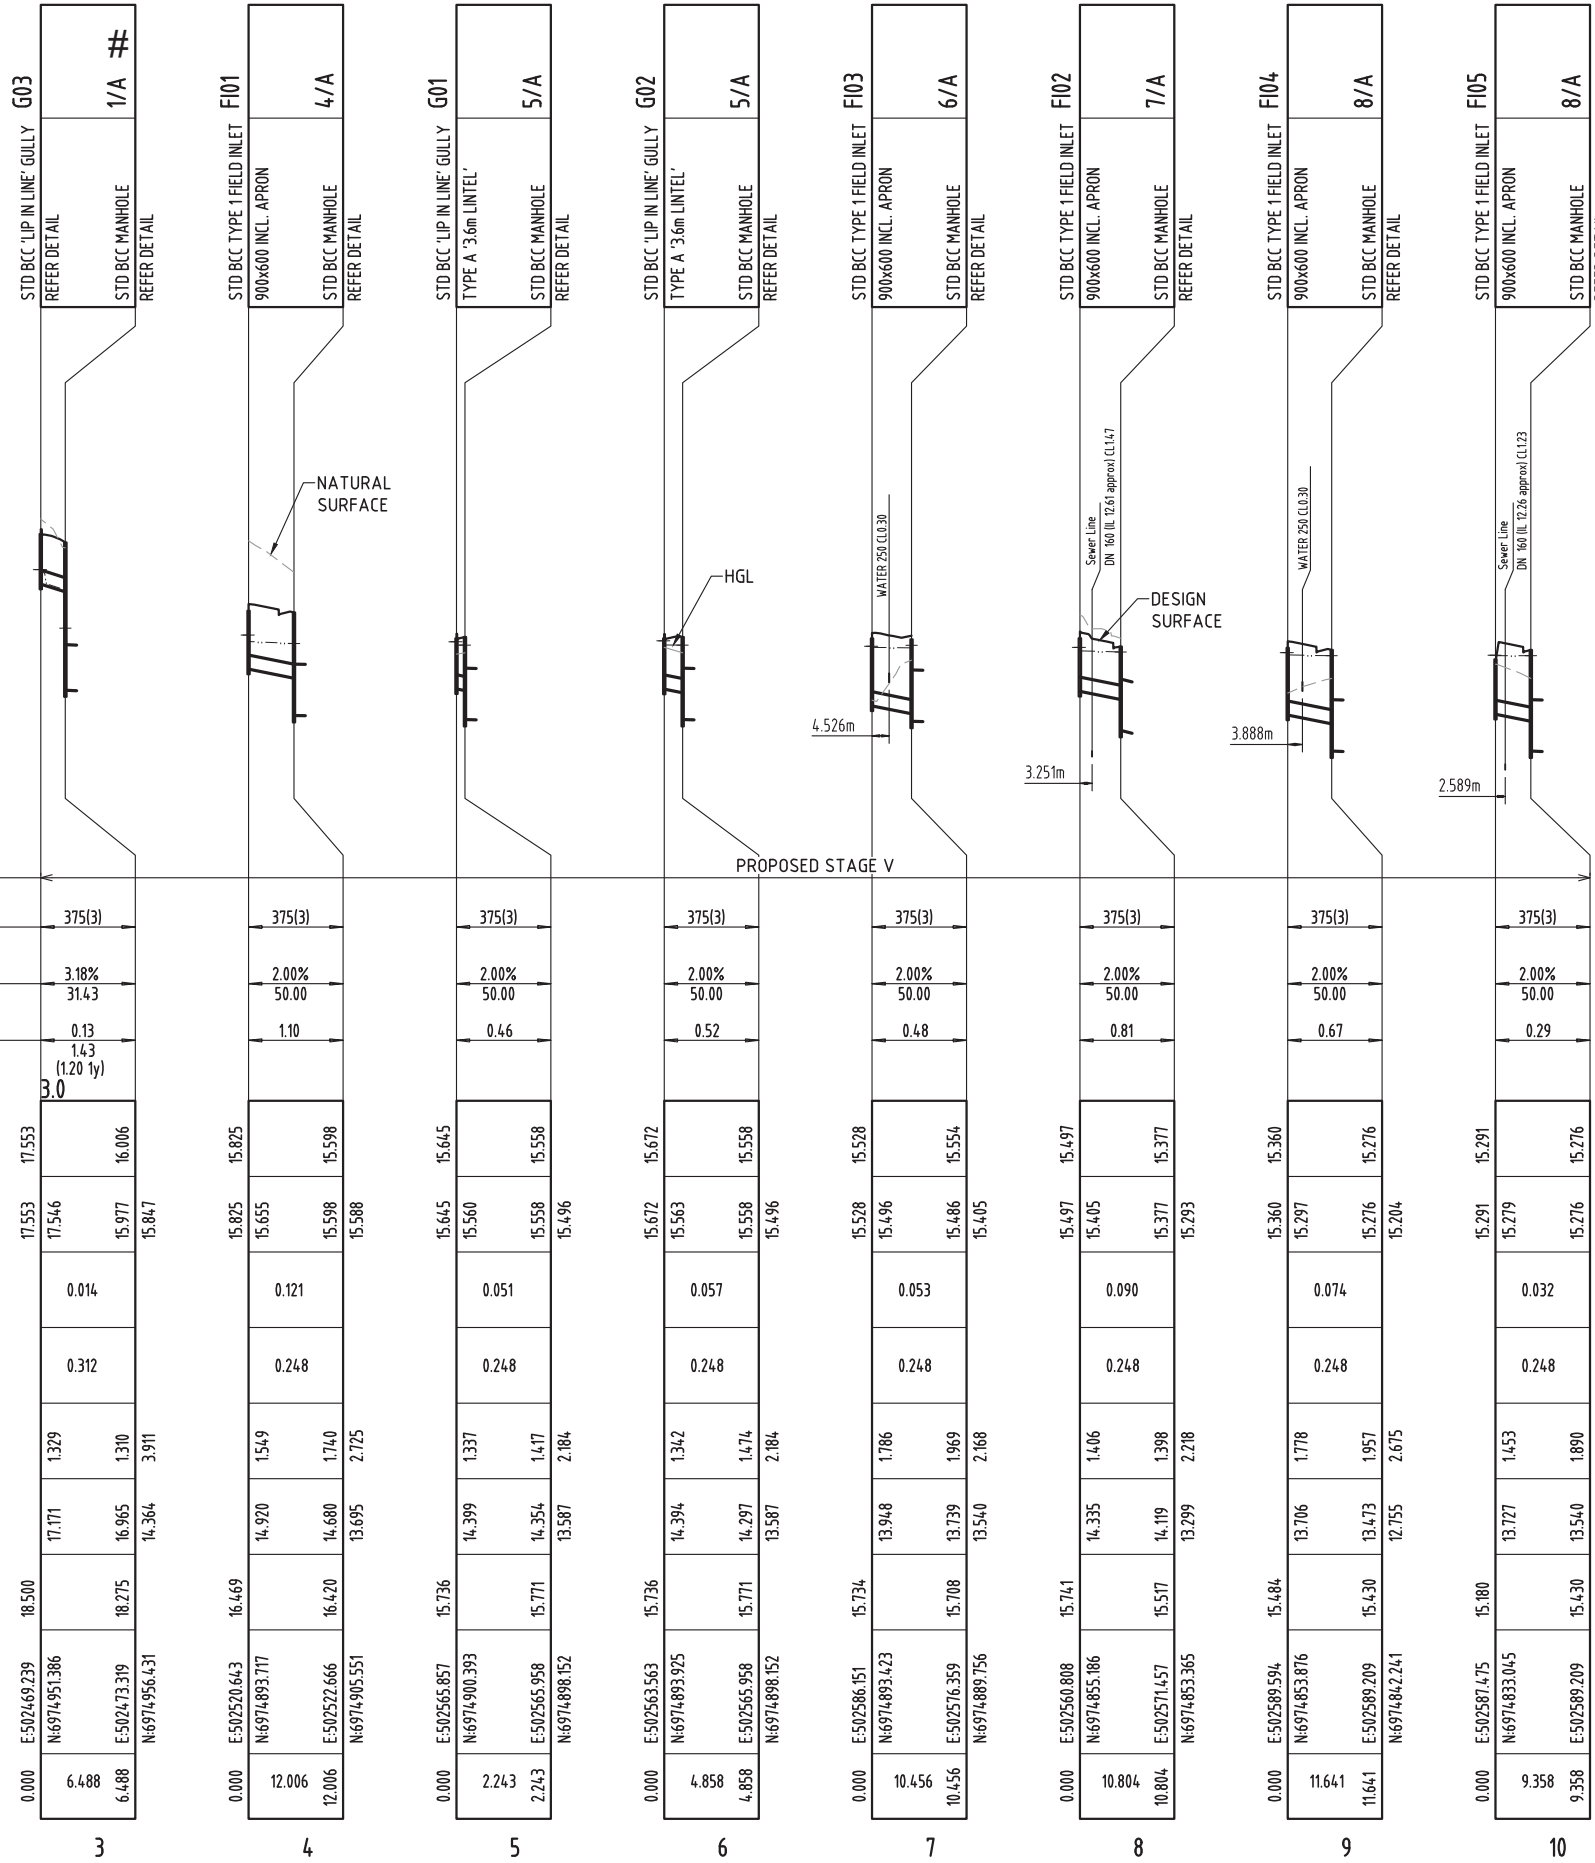 G03
STD BCC 'LIP IN LINE' GULLY
REFER DETAIL
1/A #
STD BCC MANHOLE
REFER DETAIL
FI01
STD BCC TYPE 1 FIELD INLET
900x600 INCL. APRON
4/A
STD BCC MANHOLE
REFER DETAIL
G01
STD BCC 'LIP IN LINE' GULLY
TYPE A '3.6m LINTEL'
5/A
STD BCC MANHOLE
REFER DETAIL
G02
STD BCC 'LIP IN LINE' GULLY
TYPE A '3.6m LINTEL'
5/A
STD BCC MANHOLE
REFER DETAIL
FI03
STD BCC TYPE 1 FIELD INLET
900x600 INCL. APRON
6/A
STD BCC MANHOLE
REFER DETAIL
FI02
STD BCC TYPE 1 FIELD INLET
900x600 INCL. APRON
7/A
STD BCC MANHOLE
REFER DETAIL
FI04
STD BCC TYPE 1 FIELD INLET
900x600 INCL. APRON
8/A
STD BCC MANHOLE
REFER DETAIL
FI05
STD BCC TYPE 1 FIELD INLET
900x600 INCL. APRON
8/A
STD BCC MANHOLE
NATURAL
SURFACE
HGL
WATER 250 CL0.30
4.526m
Sewer Line
DN 160 (IL 12.61 approx) CL1.47
DESIGN
SURFACE
3.251m
WATER 250 CL0.30
3.888m
Sewer Line
DN 160 (IL 12.26 approx) CL1.23
2.589m
PROPOSED STAGE V
375(3) 375(3) 375(3) 375(3) 375(3) 375(3) 375(3) 375(3)
3.18% 2.00% 2.00% 2.00% 2.00% 2.00% 2.00% 2.00%
31.43 50.00 50.00 50.00 50.00 50.00 50.00 50.00
0.13 1.10 0.46 0.52 0.48 0.81 0.67 0.29
1.43
(1.20 1y)
3.0
17.553 16.006 15.825 15.598 15.645 15.558 15.672 15.558 15.528 15.554 15.497 15.377 15.360 15.276 15.291 15.276
17.553 17.546 15.977 15.847 15.825 15.655 15.598 15.588 15.645 15.560 15.558 15.496 15.672 15.563 15.558 15.496 15.528 15.496 15.486 15.405 15.497 15.405 15.377 15.293 15.360 15.297 15.276 15.204 15.291 15.279 15.276
0.014 0.121 0.051 0.057 0.053 0.090 0.074 0.032
0.312 0.248 0.248 0.248 0.248 0.248 0.248 0.248
1.329 1.310 3.911 1.549 1.740 2.725 1.337 1.417 2.184 1.342 1.474 2.184 1.786 1.969 2.168 1.406 1.398 2.218 1.778 1.957 2.675 1.453 1.890
17.171 16.965 14.364 14.920 14.680 13.695 14.399 14.354 13.587 14.394 14.297 13.587 13.948 13.739 13.540 14.335 14.119 13.299 13.706 13.473 12.755 13.727 13.540
18.500 18.275 16.469 16.420 15.736 15.771 15.736 15.771 15.734 15.708 15.741 15.517 15.484 15.430 15.180 15.430
E:502469.239
N:6974951.386
E:502473.319
N:6974956.431
E:502520.643
N:6974893.717
E:502522.666
N:6974905.551
E:502565.857
N:6974900.393
E:502565.958
N:6974898.152
E:502563.563
N:6974893.925
E:502565.958
N:6974898.152
E:502586.151
N:6974893.423
E:502576.359
N:6974889.756
E:502560.808
N:6974855.186
E:502571.457
N:6974853.365
E:502589.594
N:6974853.876
E:502589.209
N:6974842.241
E:502587.475
N:6974833.045
E:502589.209
0.000 6.488 6.488 0.000 12.006 12.006 0.000 2.243 2.243 0.000 4.858 4.858 0.000 10.456 10.456 0.000 10.804 10.804 0.000 11.641 11.641 0.000 9.358 9.358
3 4 5 6 7 8 9 10